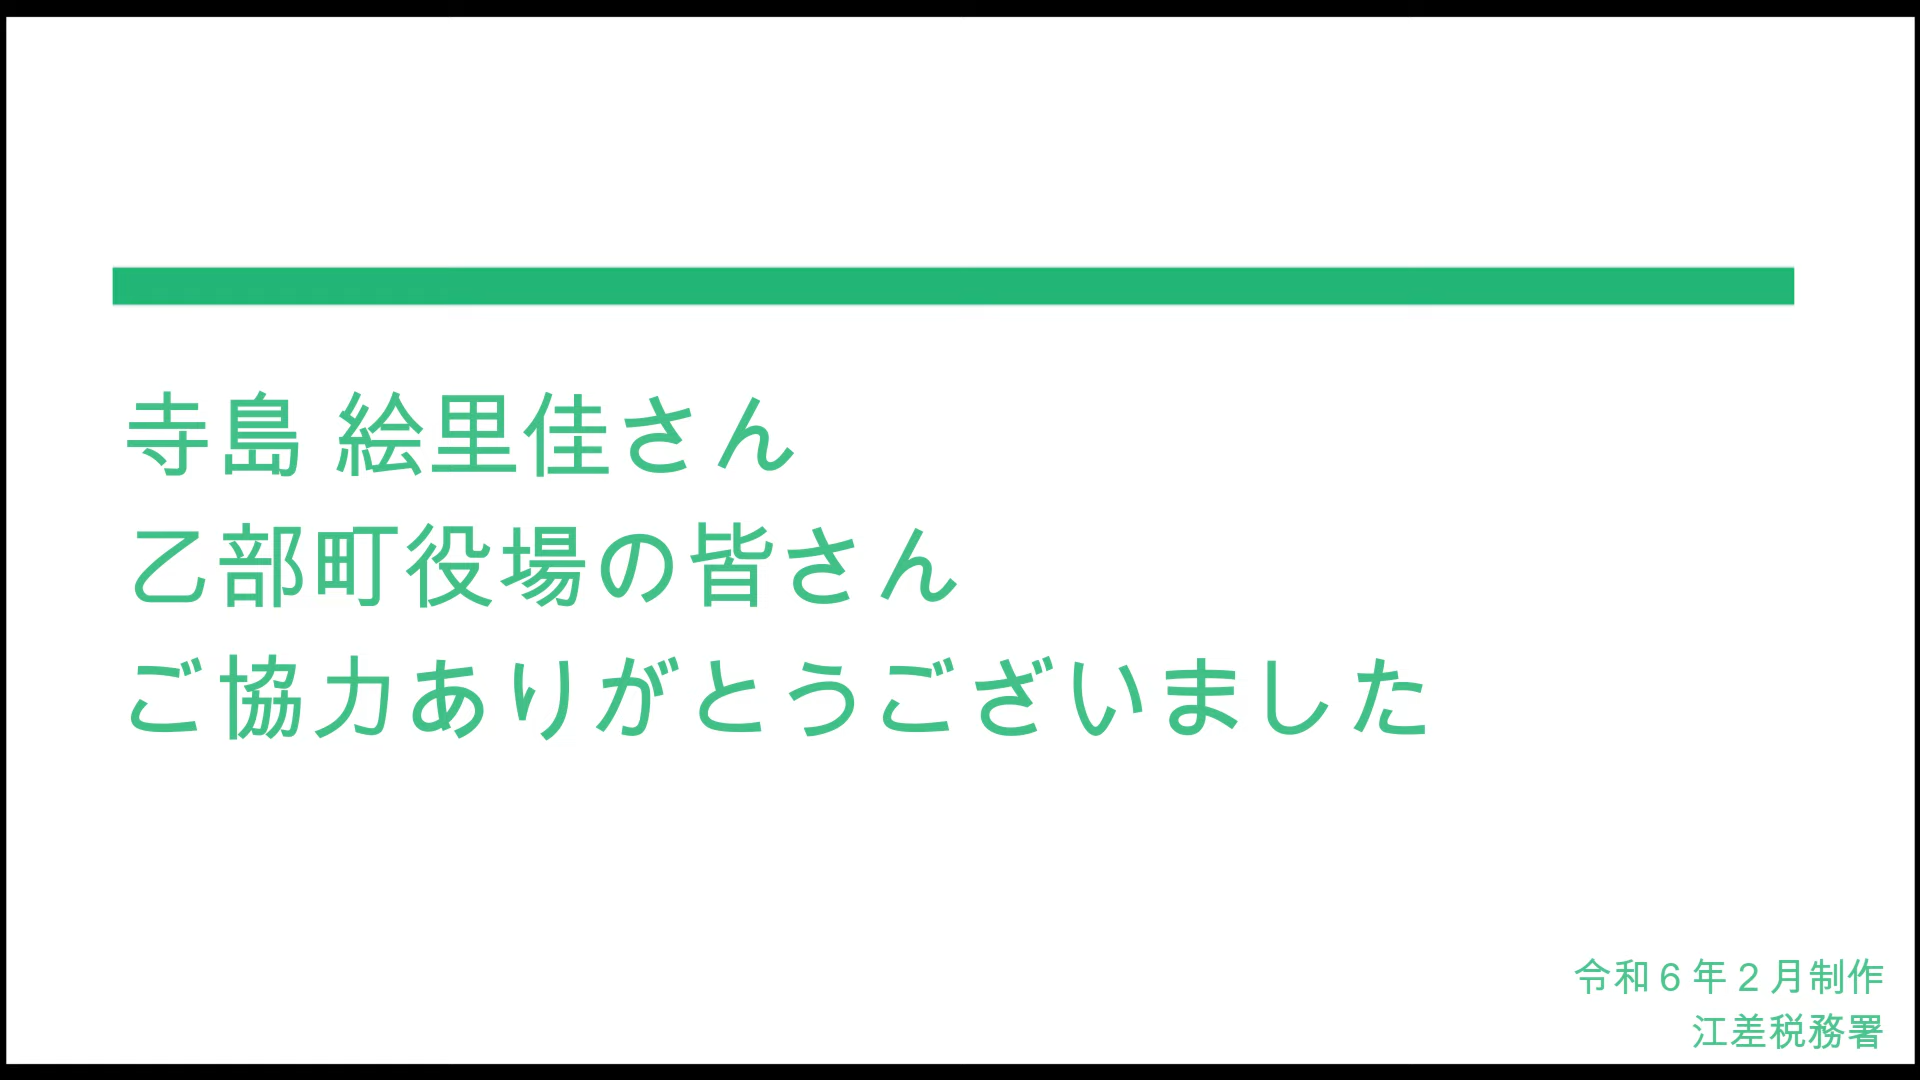 寺島 絵里佳さん
乙部町役場の皆さん
ご協力ありがとうございました
令和６年２月制作
江差税務署